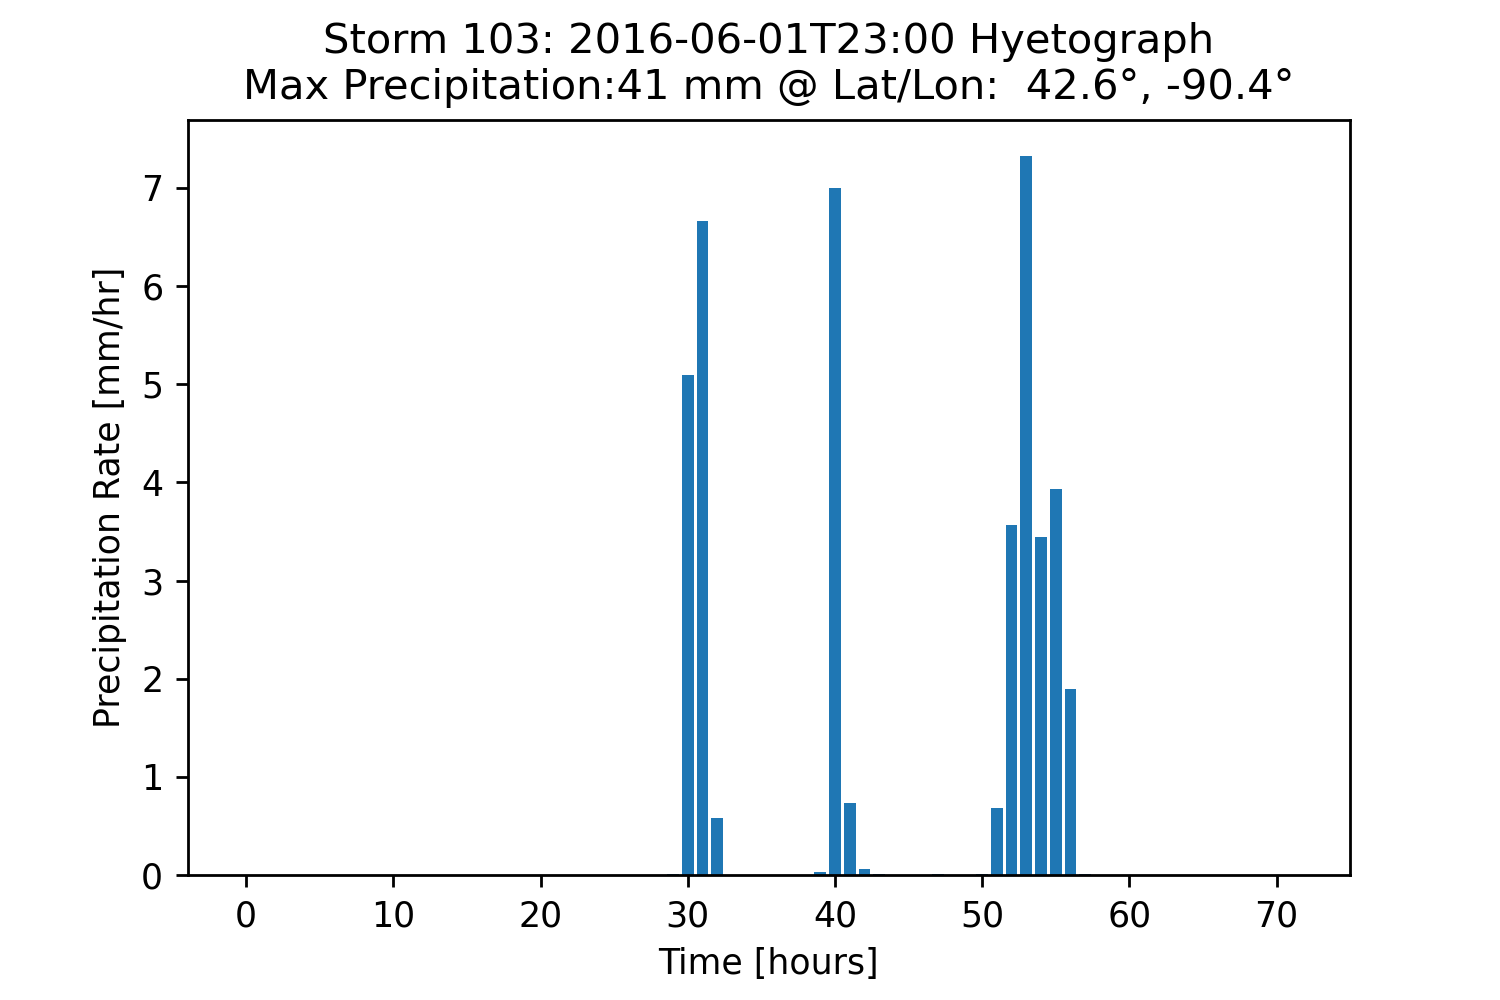 Storm 103: 2016-06-01T23:00 Hyetograph
Max Precipitation:41 mm @ Lat/Lon:  42.6°, -90.4°
Precipitation Rate [mm/hr]
7
6
5
4
3
2
1
0
0 10 20 30 40 50 60 70
Time [hours]